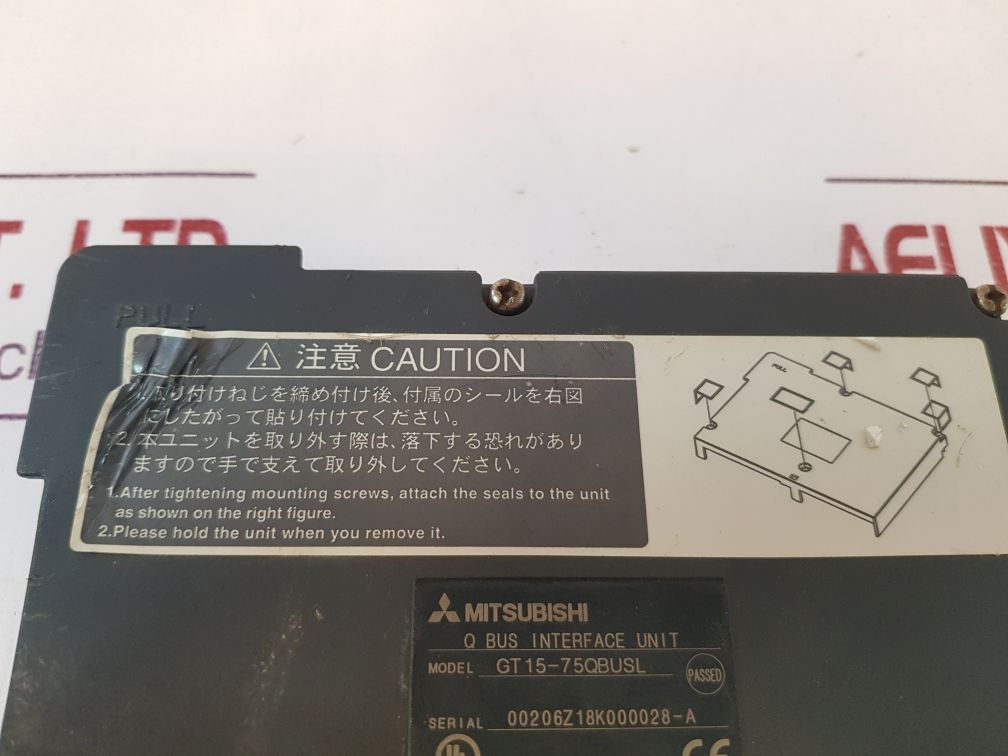 T. LTD
AELIY
ch
PULL
⚠ 注意 CAUTION
1. 取り付けねじを締め付け後、付属のシールを右図
にしたがって貼り付けてください。
2. 本ユニットを取り外す際は、落下する恐れがあり
ますので手で支えて取り外してください。
1.After tightening mounting screws, attach the seals to the unit
as shown on the right figure.
2.Please hold the unit when you remove it.
PULL
MITSUBISHI
Q BUS INTERFACE UNIT
MODEL GT15-75QBUSL
PASSED
SERIAL 00206Z18K000028-A
UL
CE